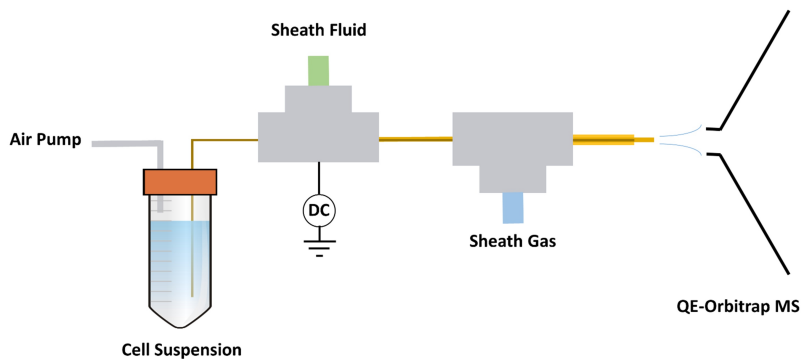 Sheath Fluid
Air Pump
DC
Sheath Gas
QE-Orbitrap MS
Cell Suspension